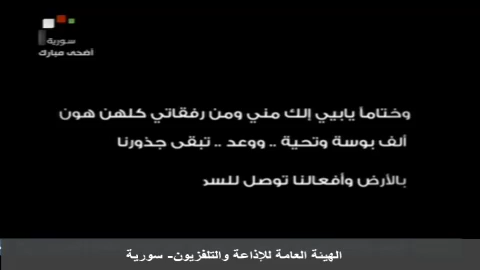 سورية
أضحى مبارك
وختاماً يابيي إلك مني ومن رفقاتي كلهن هون
ألف بوسة وتحية .. ووعد .. تبقى جذورنا
بالأرض وأفعالنا توصل للسد
الهيئة العامة للإذاعة والتلفزيون- سورية